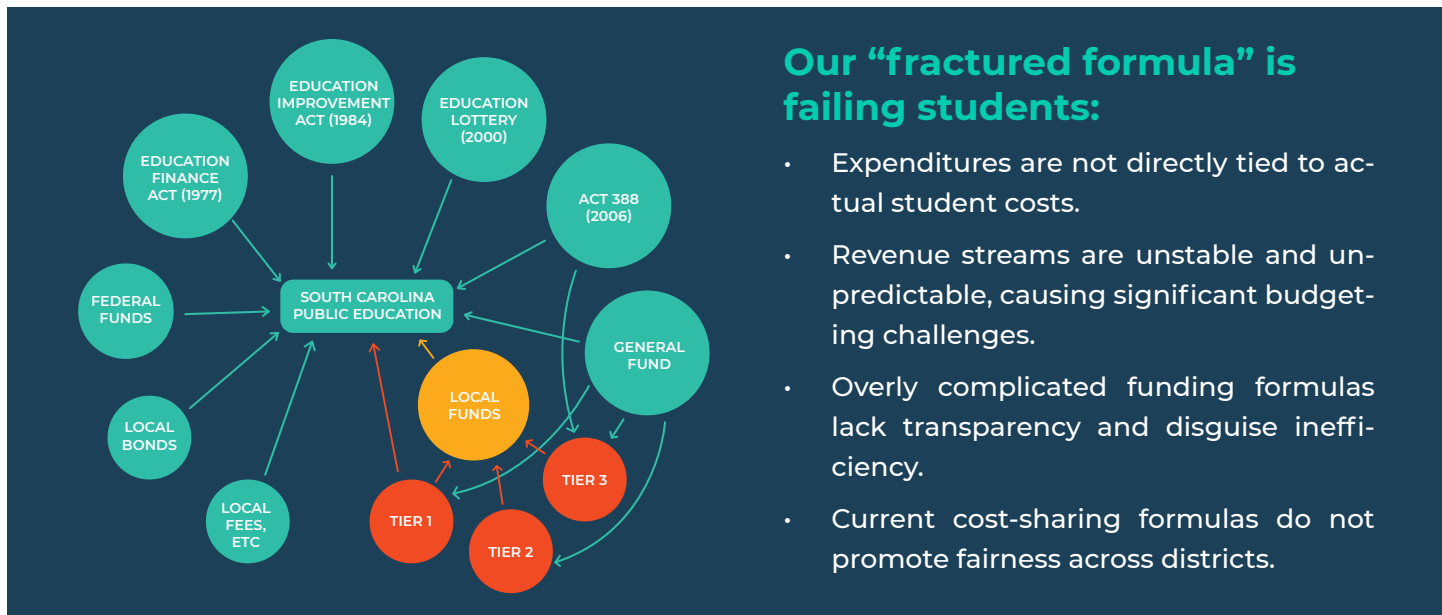 EDUCATION
IMPROVEMENT
ACT (1984)
EDUCATION
LOTTERY
(2000)
EDUCATION
FINANCE
ACT (1977)
ACT 388
(2006)
FEDERAL
FUNDS
SOUTH CAROLINA
PUBLIC EDUCATION
GENERAL
FUND
LOCAL
FUNDS
LOCAL
BONDS
TIER 3
LOCAL
FEES,
ETC
TIER 1
TIER 2
Our “fractured formula” is
failing students:
• Expenditures are not directly tied to ac-
tual student costs.
• Revenue streams are unstable and un-
predictable, causing significant budget-
ing challenges.
• Overly complicated funding formulas
lack transparency and disguise ineffi-
ciency.
• Current cost-sharing formulas do not
promote fairness across districts.